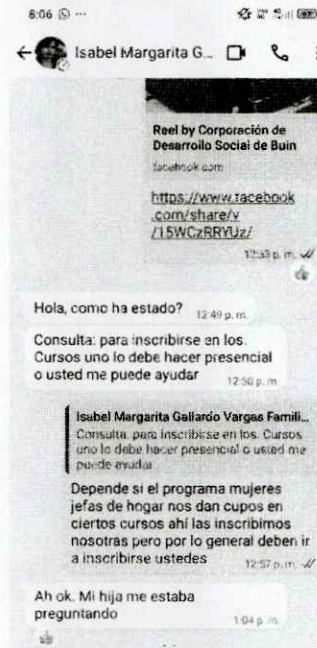 6:06
Isabel Margarita G...
Reel by Corporación de
Desarrollo Social de Buin
facebook.com
https://www.facebook
.com/share/v
/15WCzRRYUz/
12:33 p. m.
Hola, como ha estado?
12:49 p. m.
Consulta: para inscribirse en los.
Cursos uno lo debe hacer presencial
o usted me puede ayudar
12:50 p. m.
Isabel Margarita Gallardo Vargas Famili...
Consulta: para inscribirse en los. Cursos
uno lo debe hacer presencial o usted me
puede ayudar
Depende si el programa mujeres
jefas de hogar nos dan cupos en
ciertos cursos ahí las inscribimos
nosotras pero por lo general deben ir
a inscribirse ustedes
12:57 p. m.
Ah ok. Mi hija me estaba
preguntando
1:04 p. m.